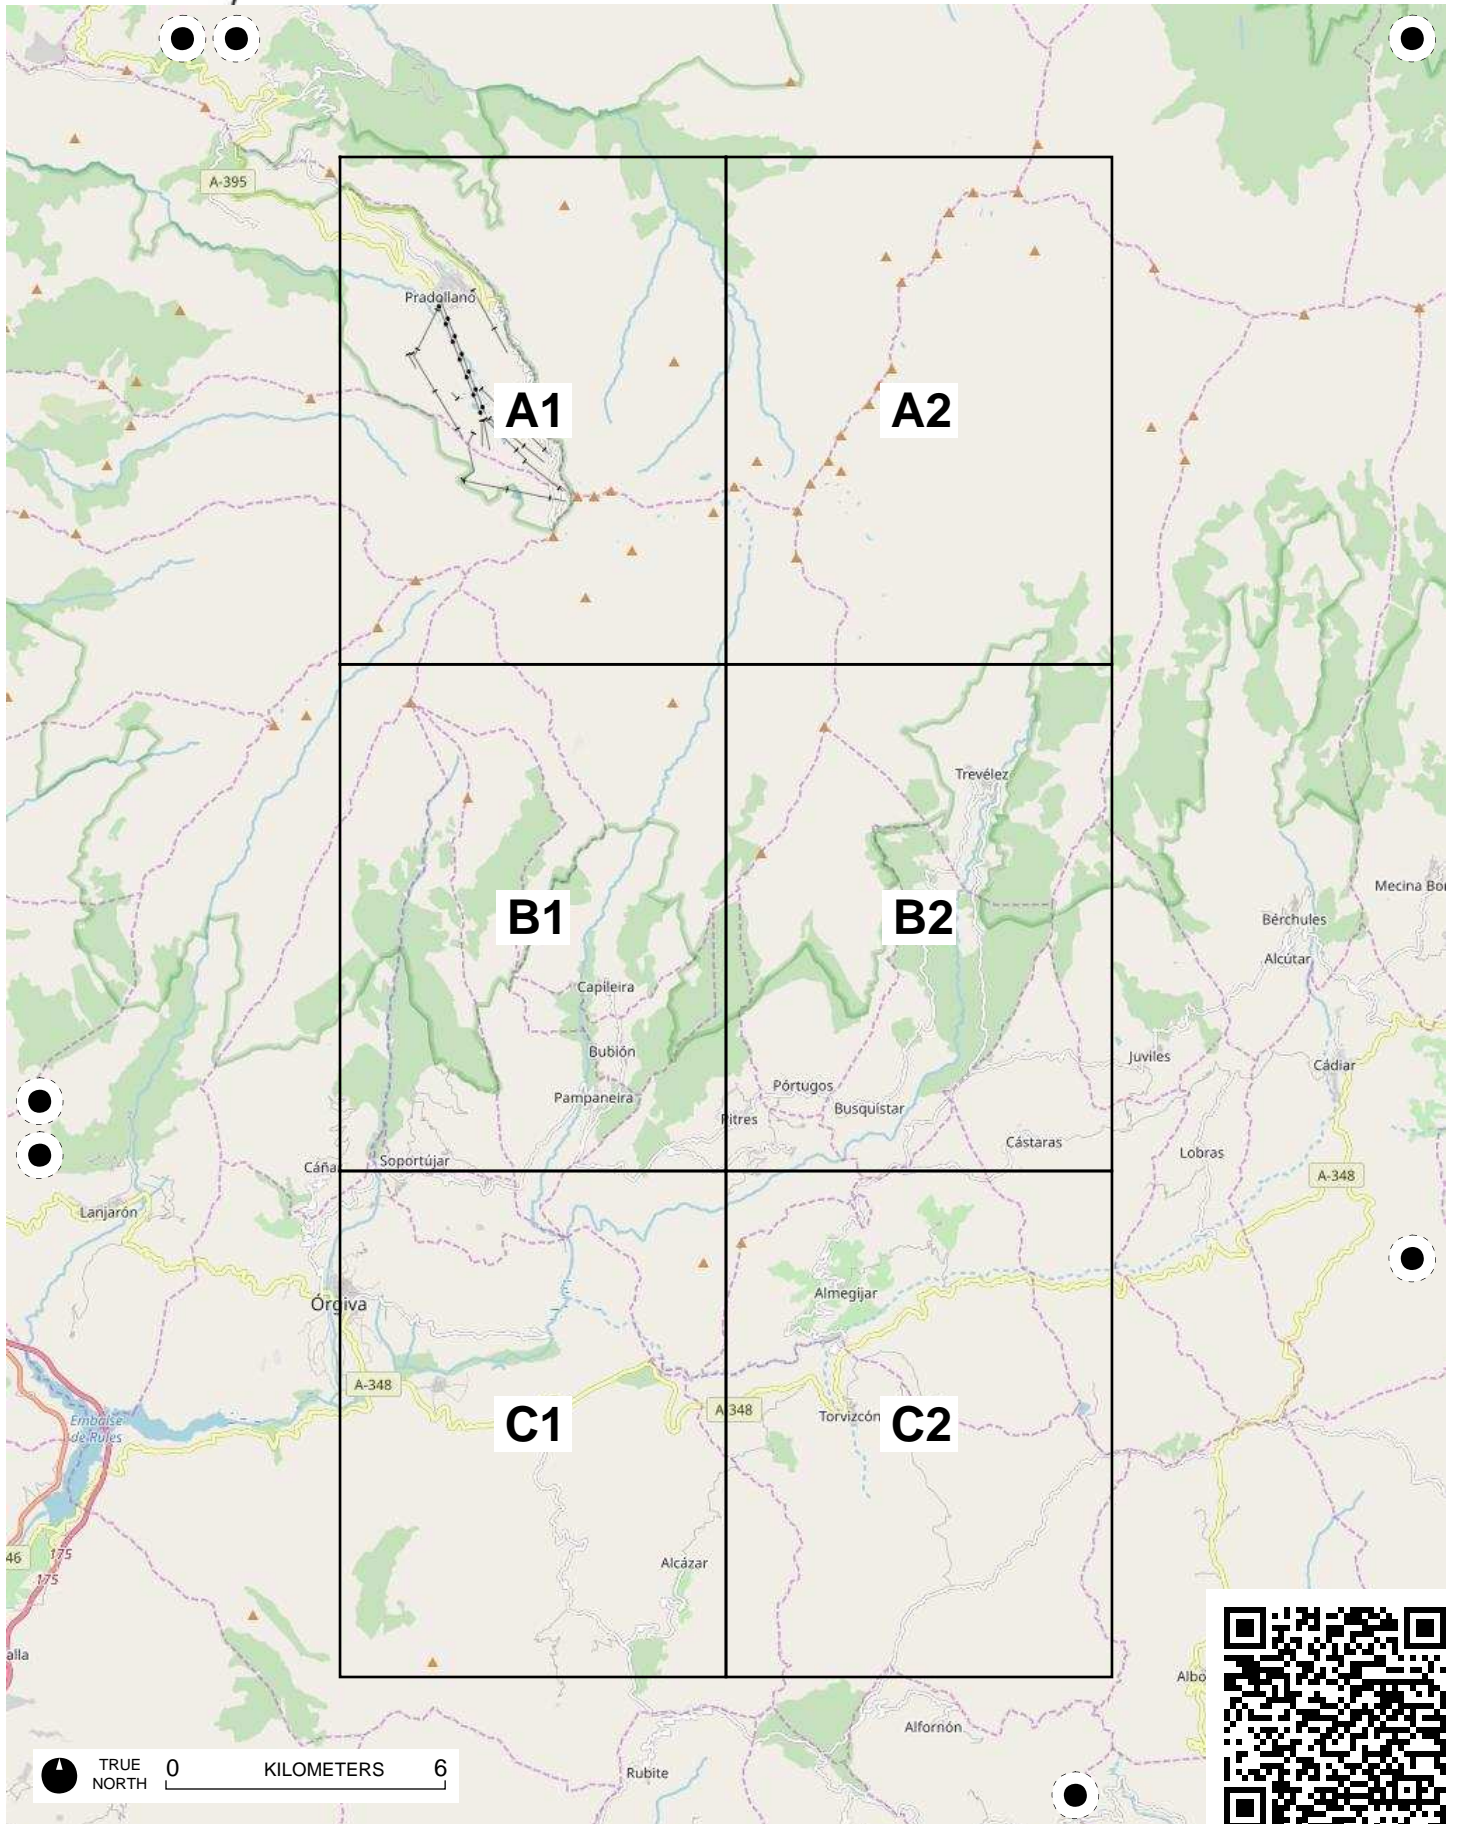 A-395
Pradollano
A1
A2
Trevélez
Mecina Bo
B1
B2
Bérchules
Alcútar
Capileira
Bubión
Juviles
Cádiar
Pórtugos
Pampaneira
Busquístar
Pitres
Cástaras
Lobras
Soportújar
Cáñar
A-348
Lanjarón
Almegíjar
Órgiva
A-348
A-348
Torvizcón
C1
C2
Embalse
de Rules
46
175
175
Alcázar
alla
Albo
Alfornón
TRUE
NORTH
0 KILOMETERS 6
Rubite